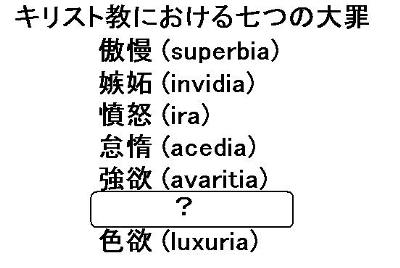 キリスト教における七つの大罪
傲慢 (superbia)
嫉妬 (invidia)
憤怒 (ira)
怠惰 (acedia)
強欲 (avaritia)
？
色欲 (luxuria)